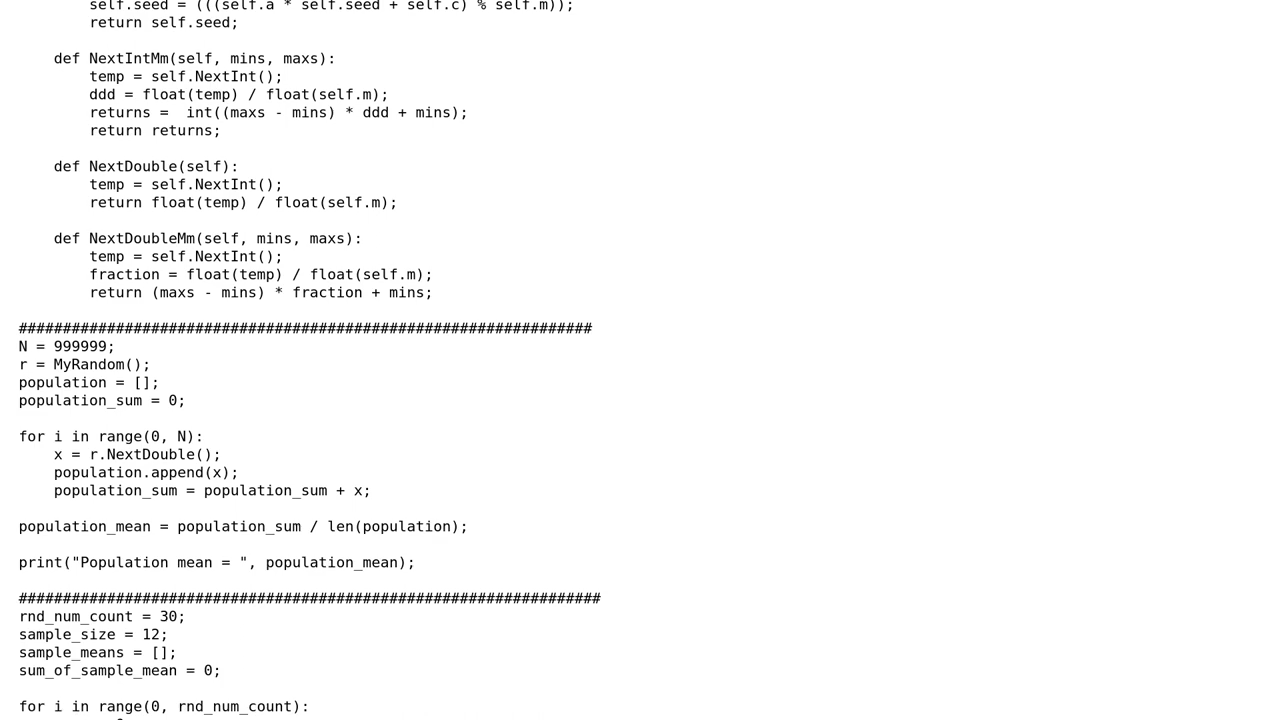 self.seed = (((self.a * self.seed + self.c) % self.m));
        return self.seed;

    def NextIntMm(self, mins, maxs):
        temp = self.NextInt();
        ddd = float(temp) / float(self.m);
        returns =  int((maxs - mins) * ddd + mins);
        return returns;

    def NextDouble(self):
        temp = self.NextInt();
        return float(temp) / float(self.m);

    def NextDoubleMm(self, mins, maxs):
        temp = self.NextInt();
        fraction = float(temp) / float(self.m);
        return (maxs - mins) * fraction + mins;

#################################################################
N = 999999;
r = MyRandom();
population = [];
population_sum = 0;

for i in range(0, N):
    x = r.NextDouble();
    population.append(x);
    population_sum = population_sum + x;

population_mean = population_sum / len(population);

print("Population mean = ", population_mean);

##################################################################
rnd_num_count = 30;
sample_size = 12;
sample_means = [];
sum_of_sample_mean = 0;

for i in range(0, rnd_num_count):